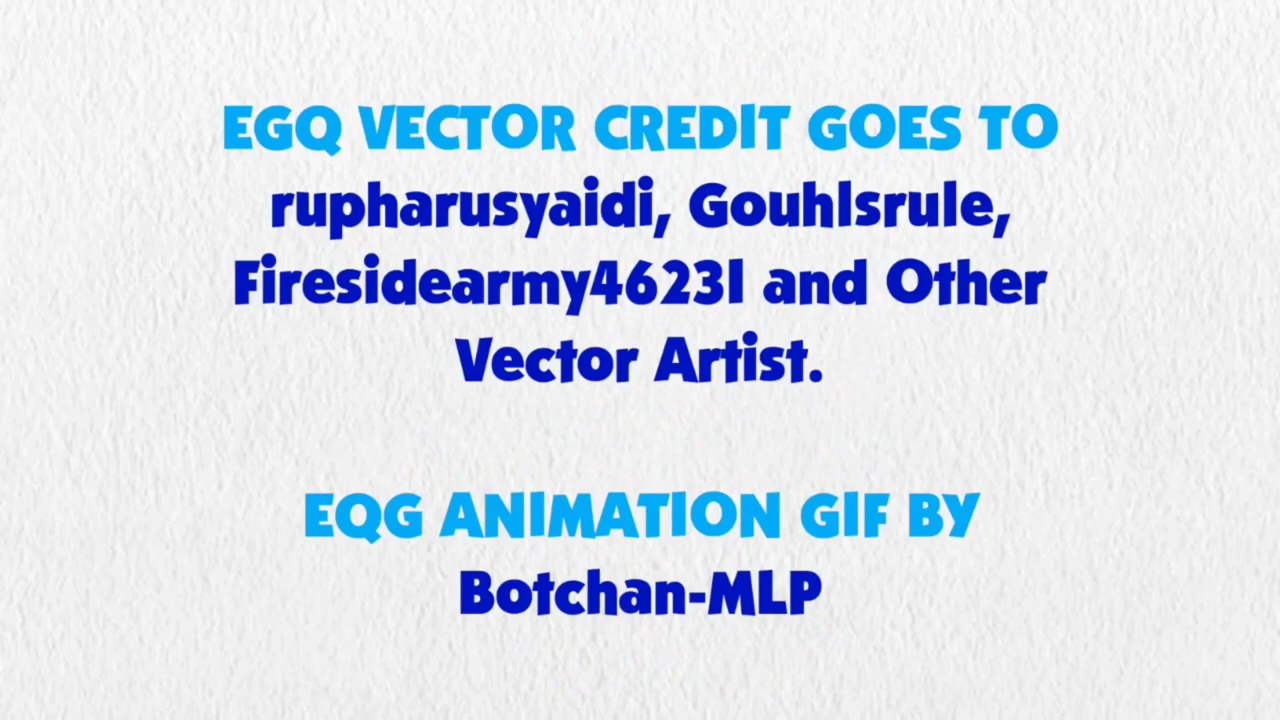 EGQ VECTOR CREDIT GOES TO
rupharusyaidi, Gouhlsrule,
Firesidearmy46231 and Other
Vector Artist.
EQG ANIMATION GIF BY
Botchan-MLP